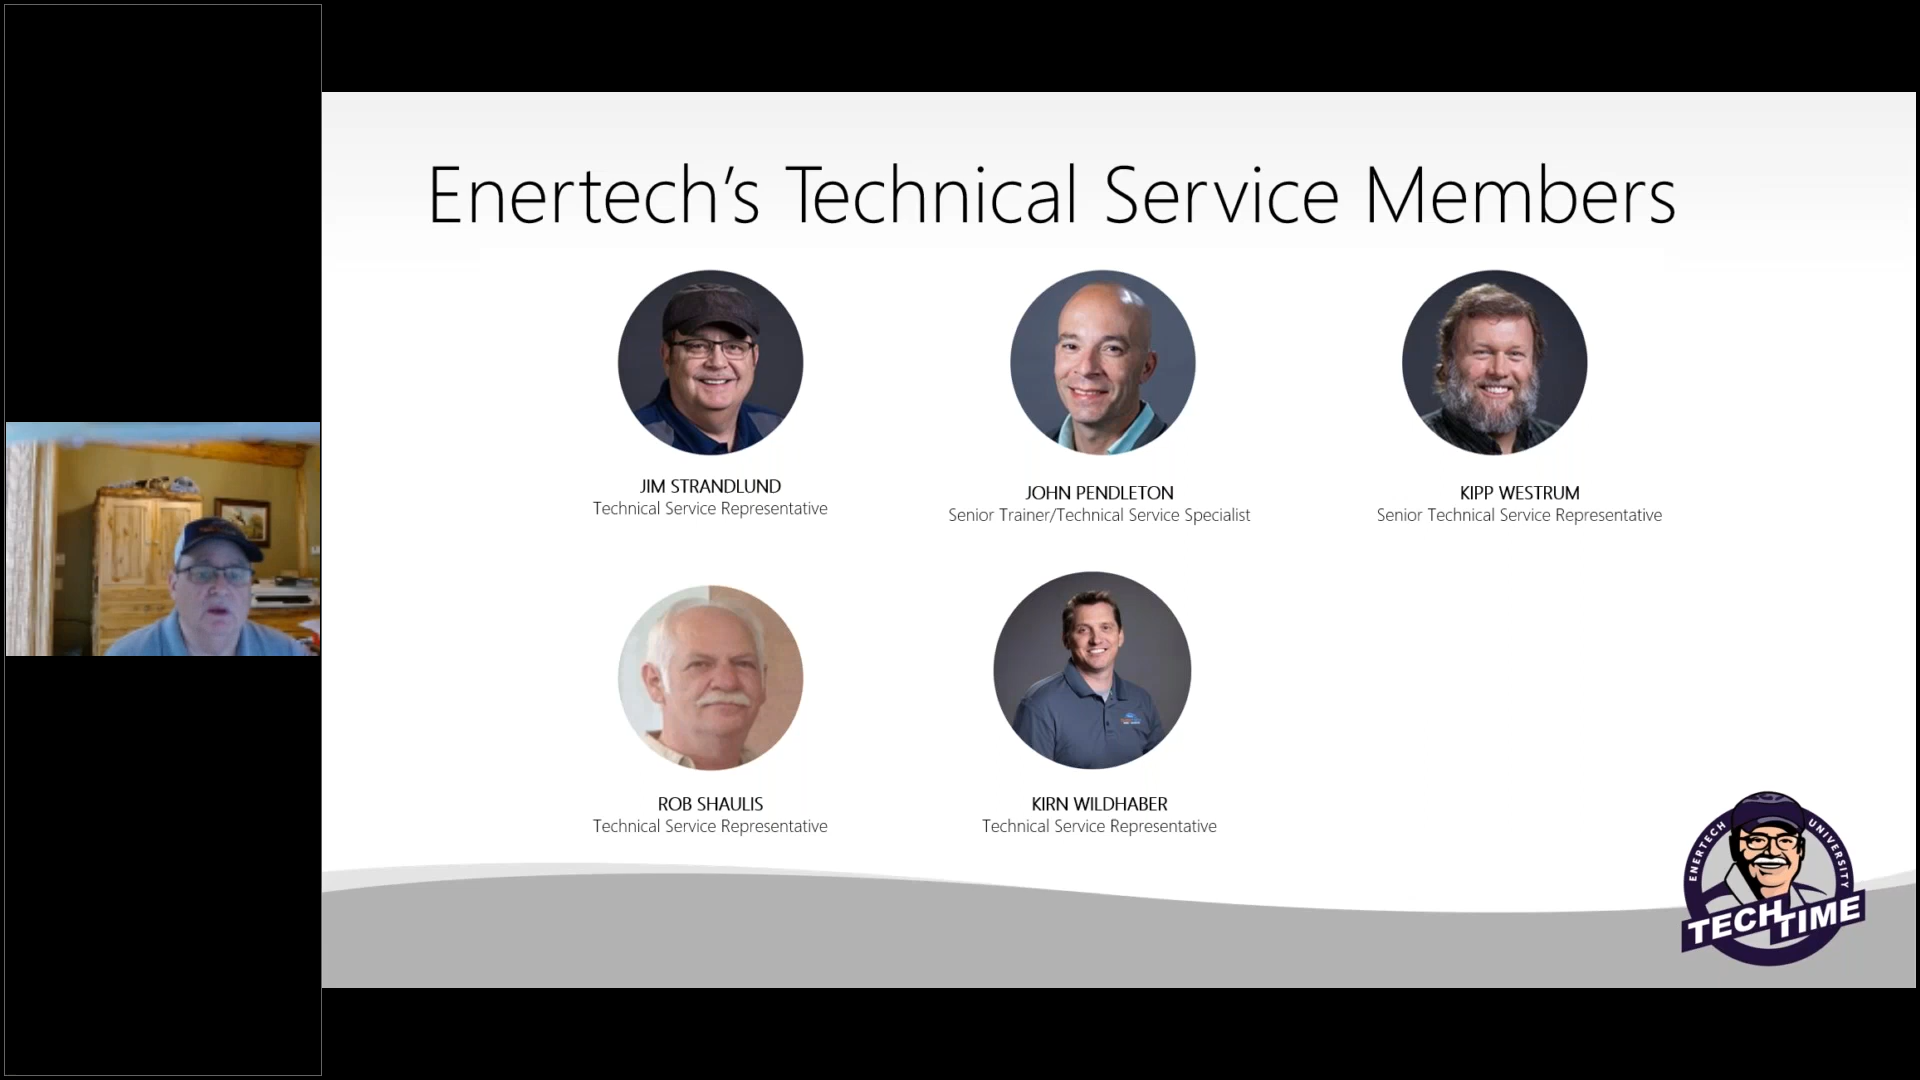 Enertech’s Technical Service Members
JIM STRANDLUND
Technical Service Representative
JOHN PENDLETON
Senior Trainer/Technical Service Specialist
KIPP WESTRUM
Senior Technical Service Representative
ROB SHAULIS
Technical Service Representative
KIRN WILDHABER
Technical Service Representative
ENERTECH UNIVERSITY
TECH TIME